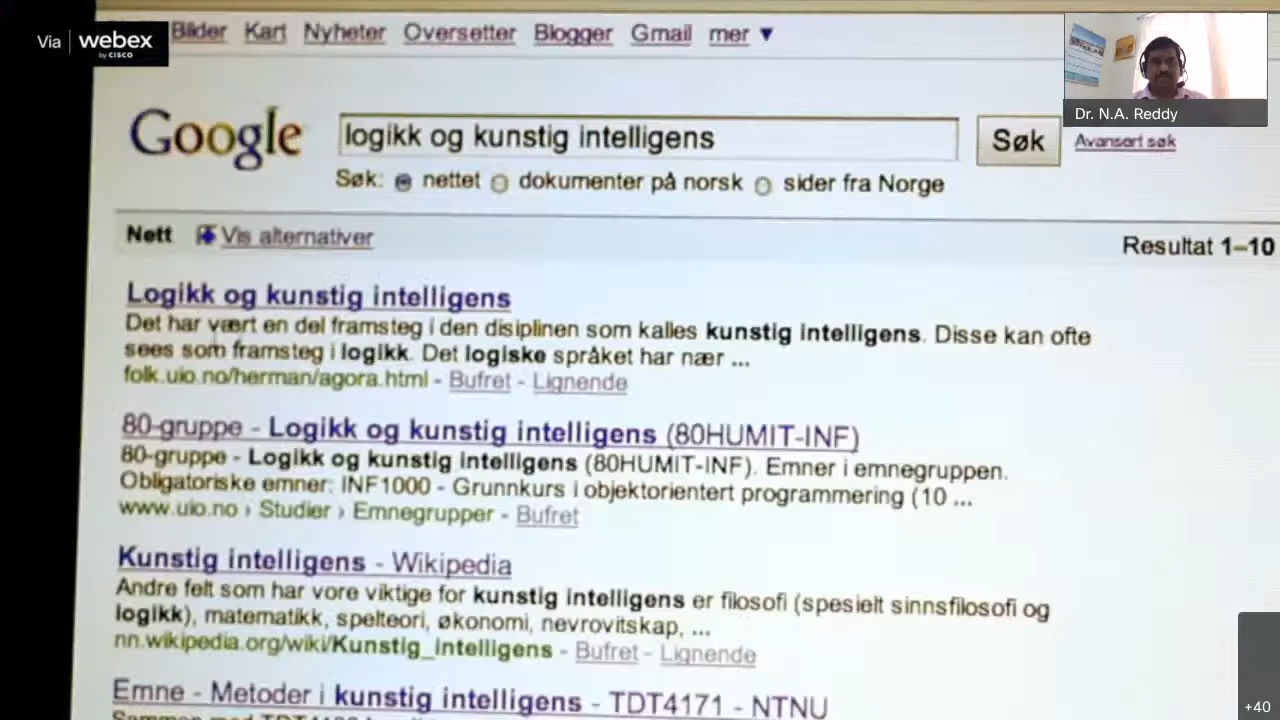 Via webex
by CISCO
Bilder Kart Nyheter Oversetter Blogger Gmail mer ▼
Dr. N.A. Reddy
Google logikk og kunstig intelligens Søk Avansert søk
Søk: nettet dokumenter på norsk sider fra Norge
Nett Vis alternativer Resultat 1–10
Logikk og kunstig intelligens
Det har vært en del framsteg i den disiplinen som kalles kunstig intelligens. Disse kan ofte
sees som framsteg i logikk. Det logiske språket har nær ...
folk.uio.no/herman/agora.html - Bufret - Lignende
80-gruppe - Logikk og kunstig intelligens (80HUMIT-INF)
80-gruppe - Logikk og kunstig intelligens (80HUMIT-INF). Emner i emnegruppen.
Obligatoriske emner: INF1000 - Grunnkurs i objektorientert programmering (10 ...
www.uio.no › Studier › Emnegrupper - Bufret
Kunstig intelligens - Wikipedia
Andre felt som har vore viktige for kunstig intelligens er filosofi (spesielt sinnsfilosofi og
logikk), matematikk, spelteori, økonomi, nevrovitskap, ...
nn.wikipedia.org/wiki/Kunstig_intelligens - Bufret - Lignende
Emne - Metoder i kunstig intelligens - TDT4171 - NTNU
+40